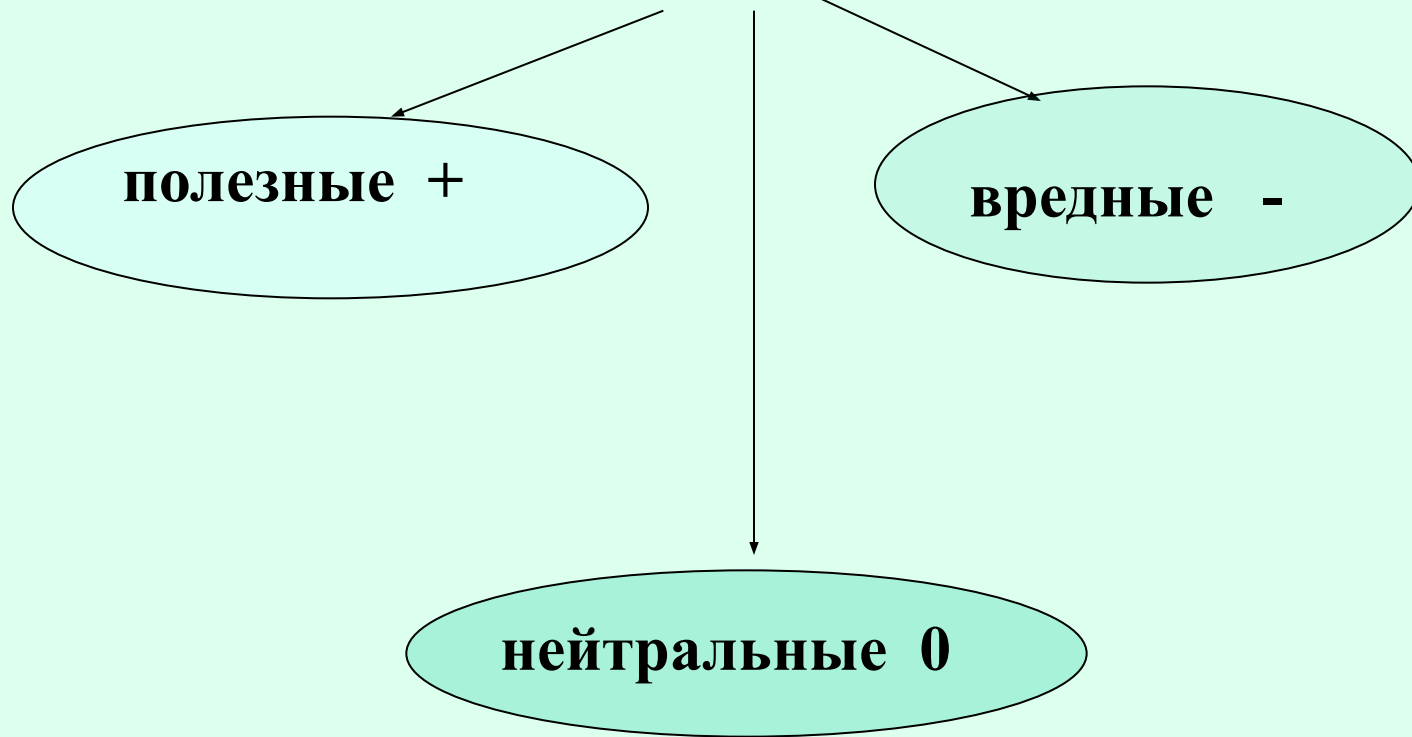 полезные +
вредные -
нейтральные 0